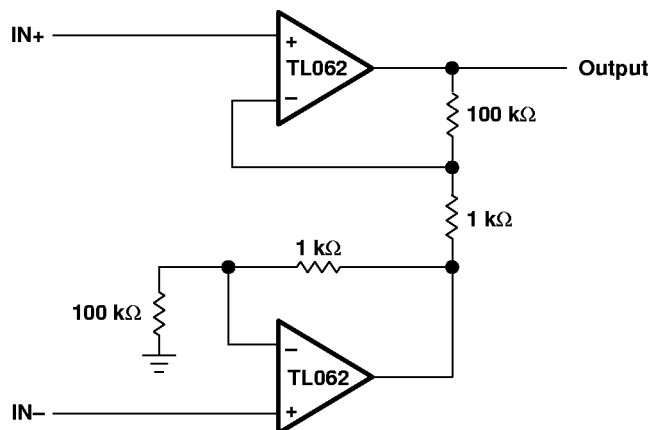 IN+
+
TL062
−
Output
100 kΩ
1 kΩ
1 kΩ
100 kΩ
−
TL062
+
IN−